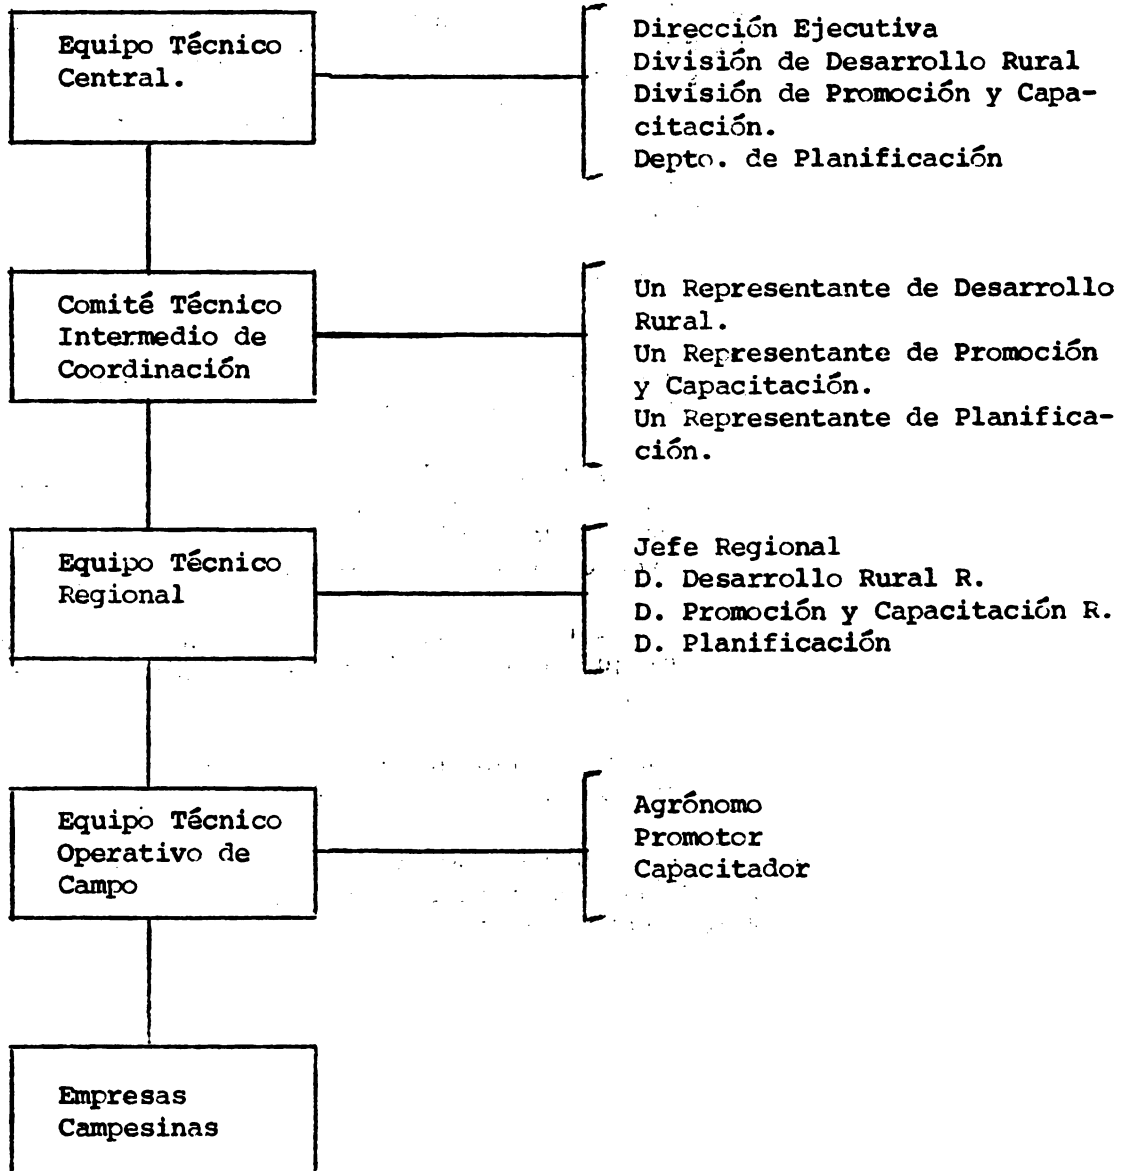 Equipo Técnico
Central.
Dirección Ejecutiva
División de Desarrollo Rural
División de Promoción y Capa-
citación.
Depto. de Planificación
Comité Técnico
Intermedio de
Coordinación
Un Representante de Desarrollo
Rural.
Un Representante de Promoción
y Capacitación.
Un Representante de Planifica-
ción.
Equipo Técnico
Regional
Jefe Regional
D. Desarrollo Rural R.
D. Promoción y Capacitación R.
D. Planificación
Equipo Técnico
Operativo de
Campo
Agrónomo
Promotor
Capacitador
Empresas
Campesinas